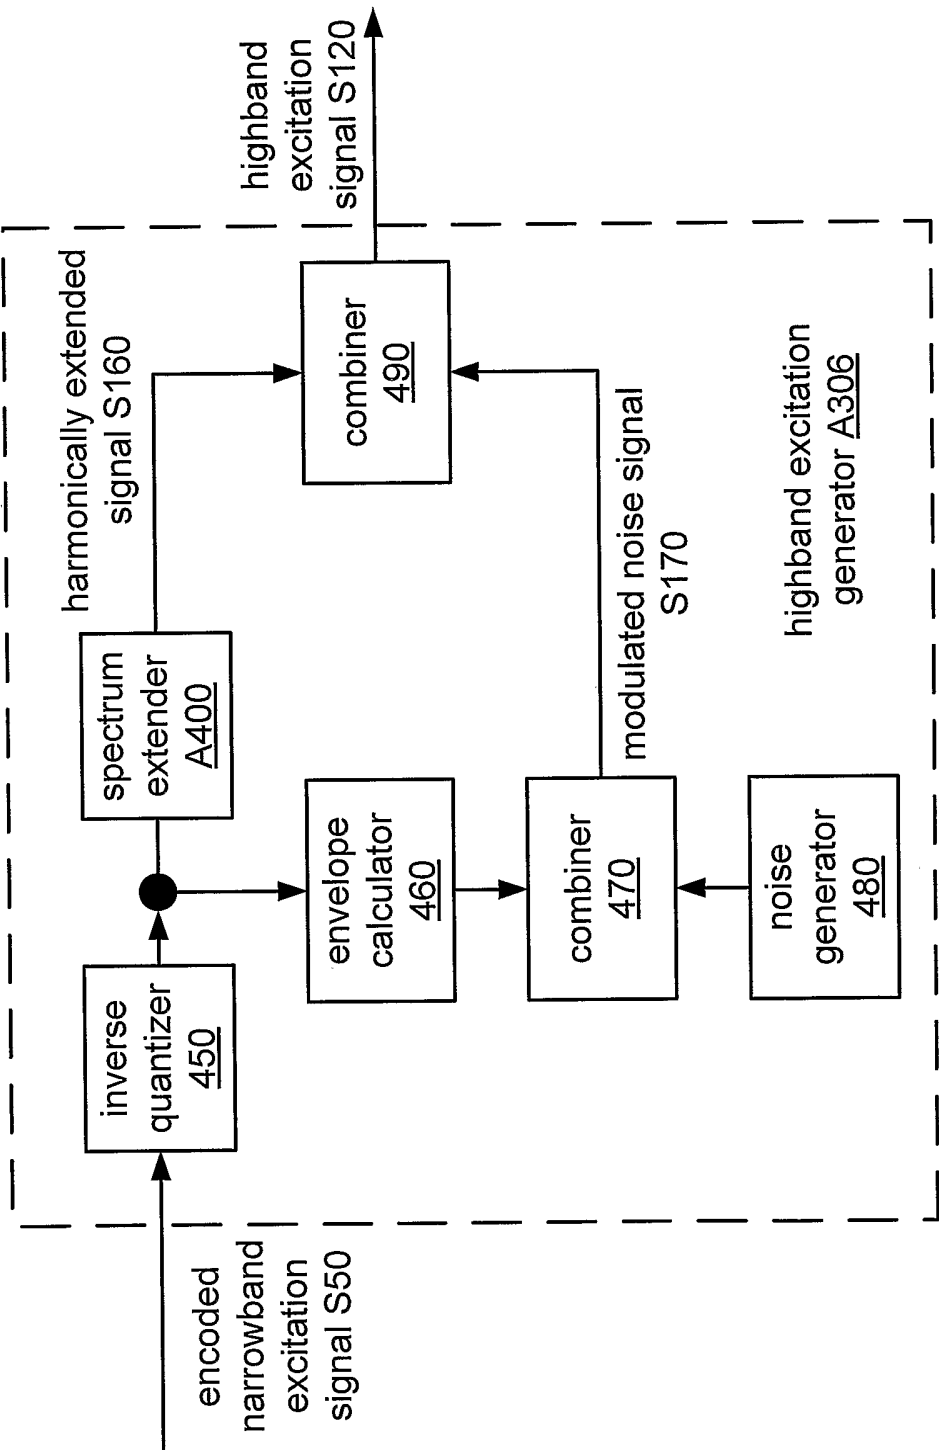 encoded
narrowband
excitation
signal S50
inverse
quantizer
450
spectrum
extender
A400
harmonically extended
signal S160
envelope
calculator
460
combiner
470
noise
generator
480
modulated noise signal
S170
combiner
490
highband
excitation
signal S120
highband excitation
generator A306